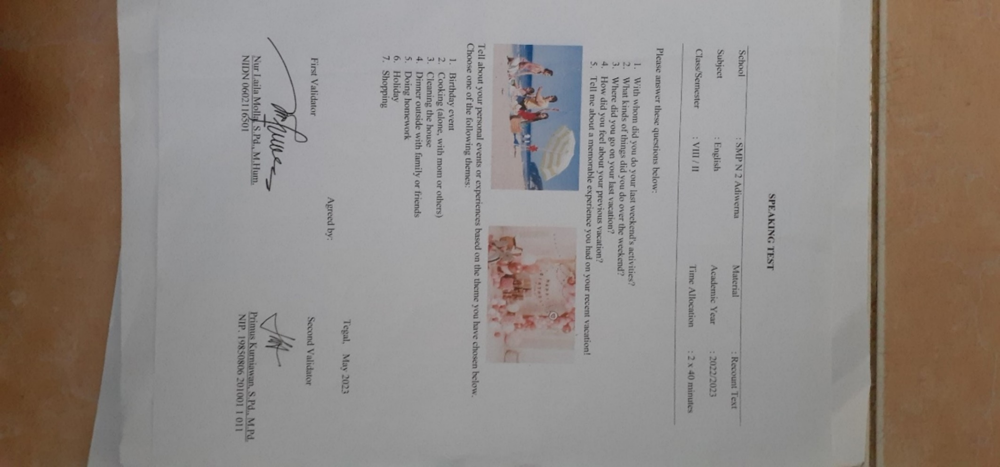 SPEAKING TEST
School : SMP N 2 Adiwerna Material : Recount Text
Subject : English Academic Year : 2022/2023
Class/Semester : VIII / II Time Allocation : 2 x 40 minutes
Please answer these questions below:
1. With whom did you do your last weekend's activities?
2. What kinds of things did you do over the weekend?
3. Where did you go on your last vacation?
4. How did you feel about your previous vacation?
5. Tell me about a memorable experience you had on your recent vacation!
Tell about your personal events or experiences based on the theme you have chosen below.
Choose one of the following themes:
1. Birthday event
2. Cooking (alone, with mom or others)
3. Cleaning the house
4. Dinner outside with family or friends
5. Doing homework
6. Holiday
7. Shopping
Tegal, May 2023
Agreed by:
First Validator Second Validator
Nur Laila Molla, S.Pd., M.Hum. Primus Kurniawan, S.Pd., M.Pd.
NIDN 0602116501 NIP. 19850806 201001 1 011